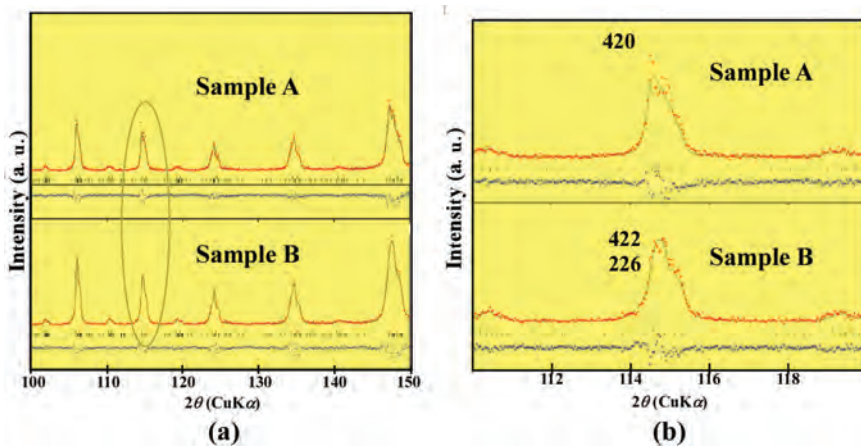 Sample A
Sample B
Intensity (a. u.)
100 110 120 130 140 150
2θ (CuKα)
(a)
420
Sample A
422
226
Sample B
Intensity (a. u.)
112 114 116 118
2θ (CuKα)
(b)